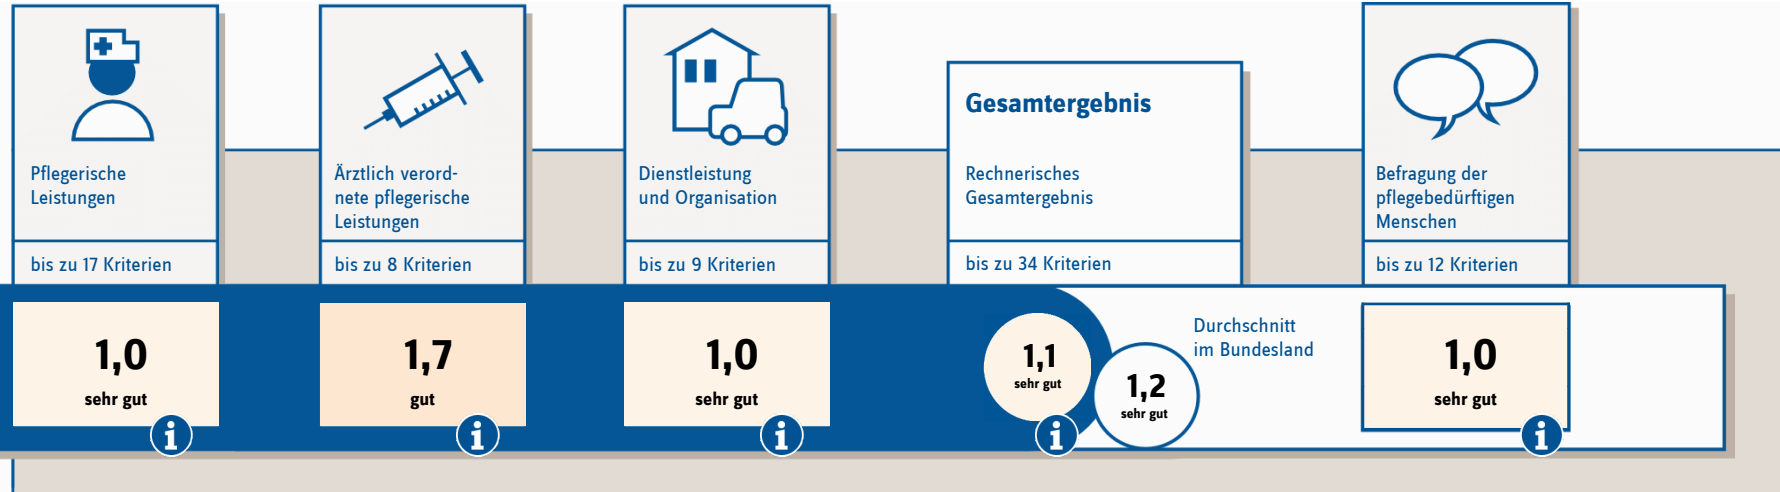 Pflegerische
Leistungen
bis zu 17 Kriterien
1,0
sehr gut
i
Ärztlich verord-
nete pflegerische
Leistungen
bis zu 8 Kriterien
1,7
gut
i
Dienstleistung
und Organisation
bis zu 9 Kriterien
1,0
sehr gut
i
Gesamtergebnis
Rechnerisches
Gesamtergebnis
bis zu 34 Kriterien
1,1
sehr gut
i
Durchschnitt
im Bundesland
1,2
sehr gut
Befragung der
pflegebedürftigen
Menschen
bis zu 12 Kriterien
1,0
sehr gut
i